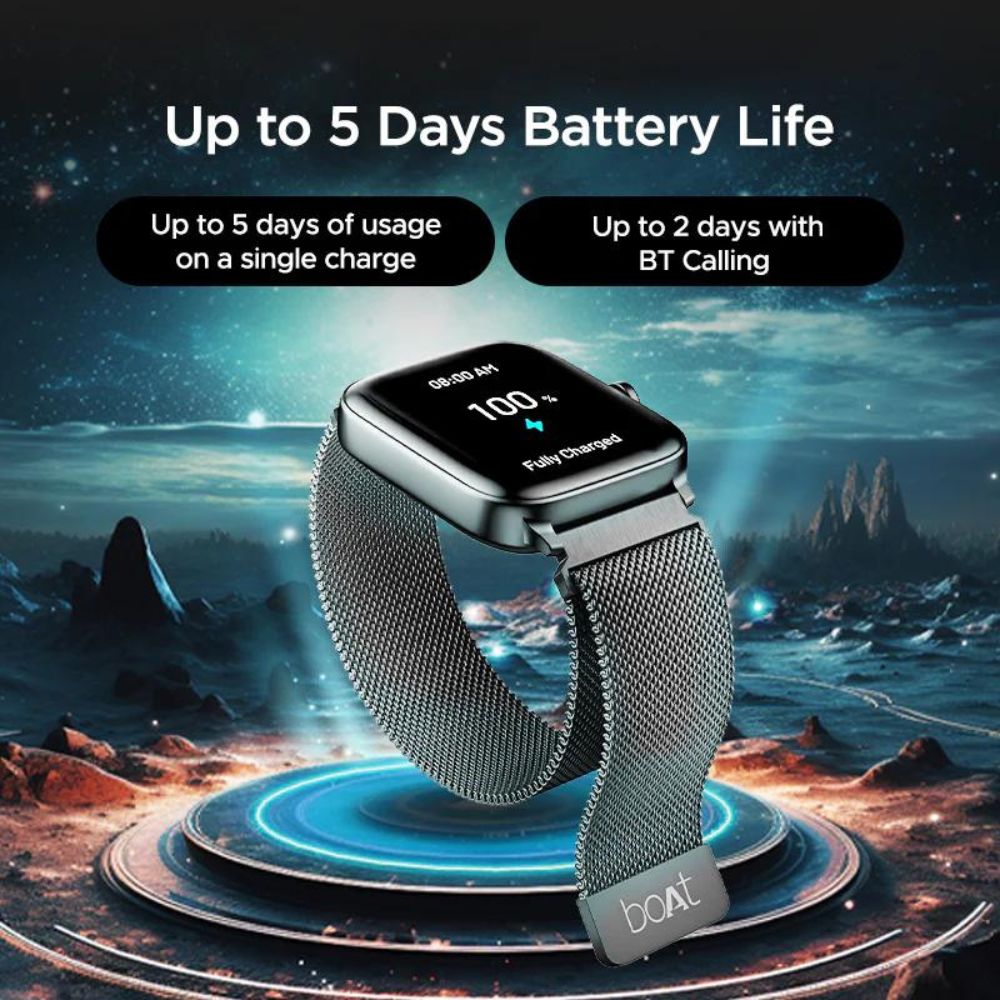 Up to 5 Days Battery Life
Up to 5 days of usage
on a single charge
Up to 2 days with
BT Calling
08:00 AM
100 %
Fully Charged
boAt